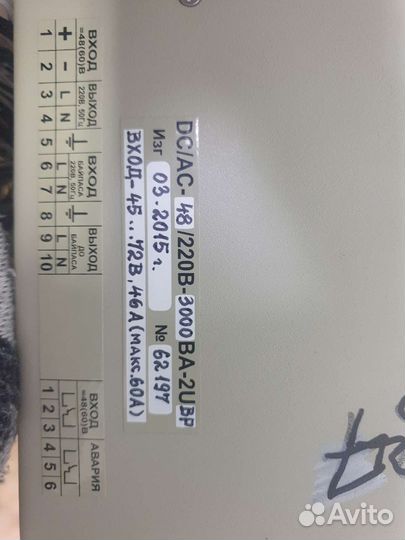 DC/AC-48/220В-3000ВА-2UВР
Изг 03.2015г. № 62197
ВХОД-45...72В, 46А (макс.60А)
ВХОД =48(60)В ВЫХОД 220В, 50Гц ВХОД БАЙПАСА 220В, 50Гц ВЫХОД ДО БАЙПАСА
+ - L N L N L N
1 2 3 4 5 6 7 8 9 10
ВХОД =48(60)В АВАРИЯ
1 2 3 4 5 6
Avito